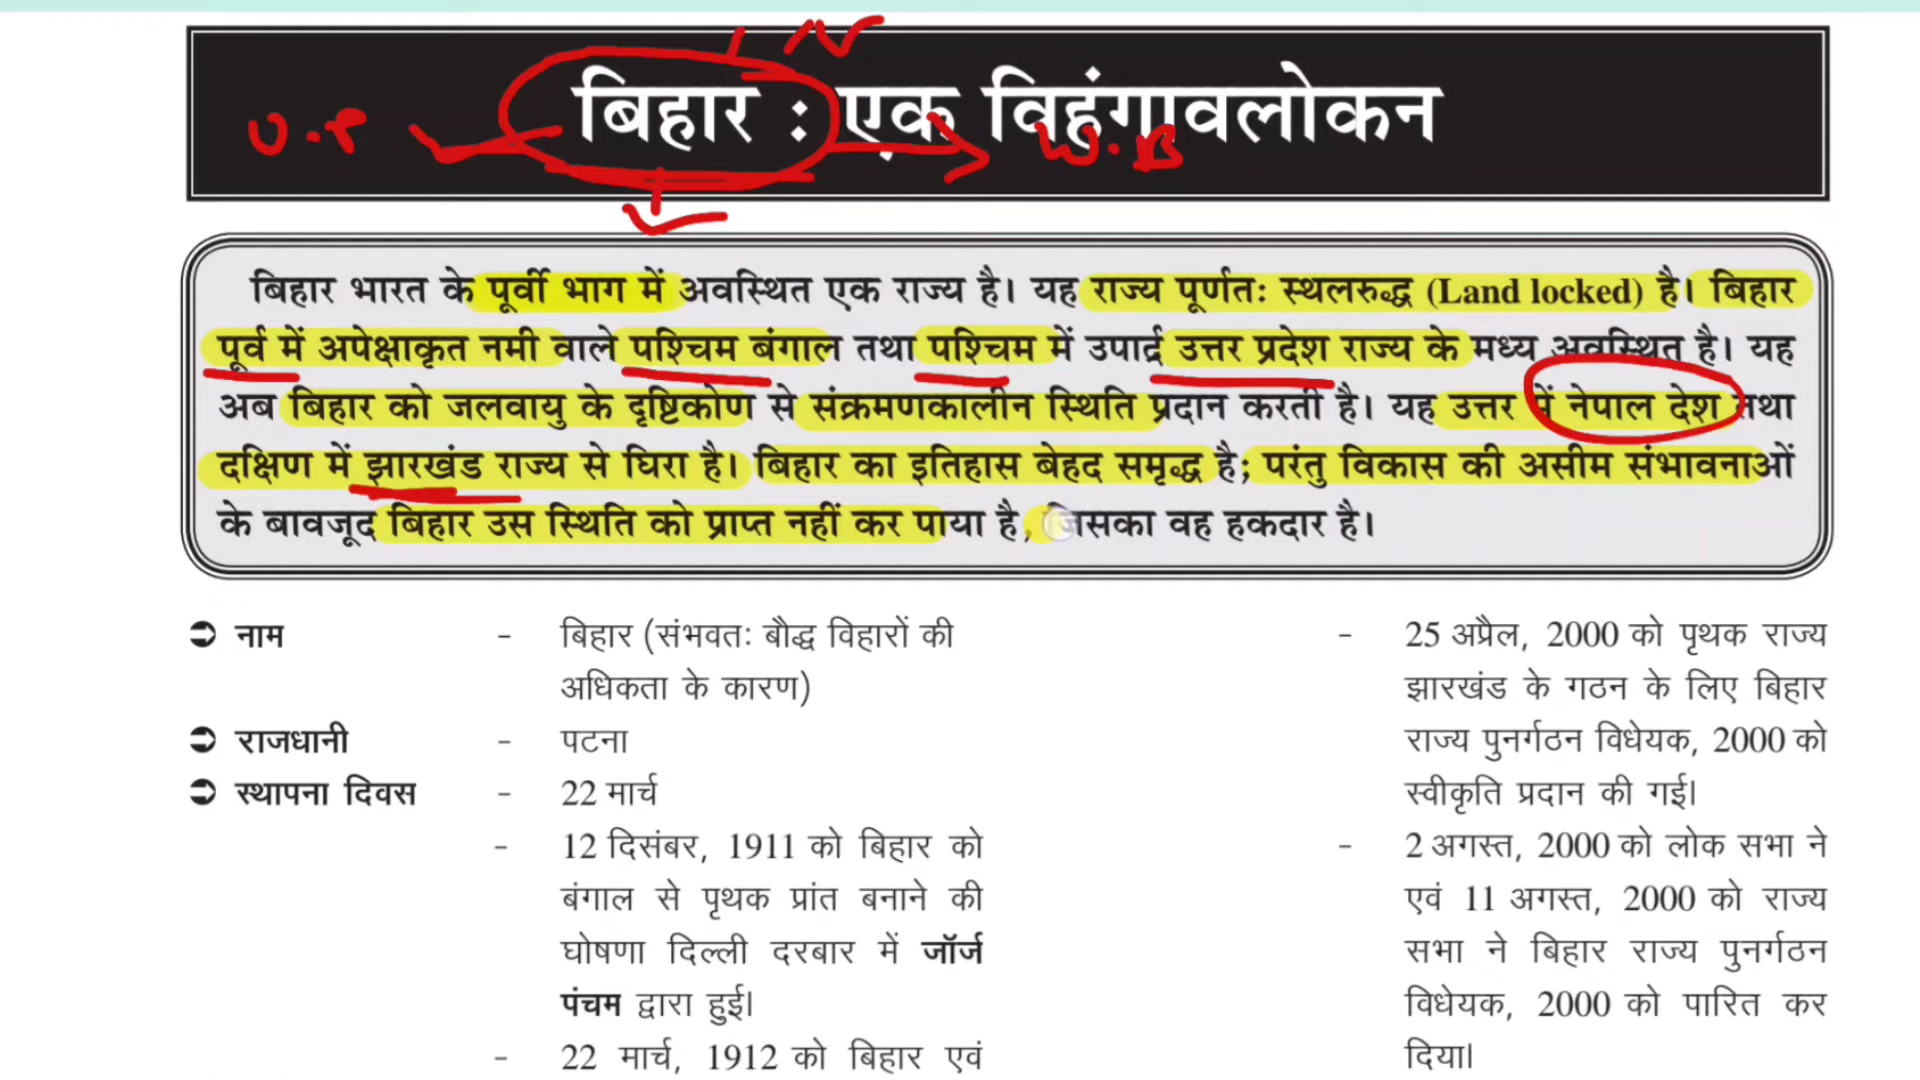 बिहार : एक विहंगावलोकन
N
U.P
W.B
बिहार भारत के पूर्वी भाग में अवस्थित एक राज्य है। यह राज्य पूर्णतः स्थलरुद्ध (Land locked) है। बिहार
पूर्व में अपेक्षाकृत नमी वाले पश्चिम बंगाल तथा पश्चिम में उपार्द्र उत्तर प्रदेश राज्य के मध्य अवस्थित है। यह
अब बिहार को जलवायु के दृष्टिकोण से संक्रमणकालीन स्थिति प्रदान करती है। यह उत्तर में नेपाल देश तथा
दक्षिण में झारखंड राज्य से घिरा है। बिहार का इतिहास बेहद समृद्ध है; परंतु विकास की असीम संभावनाओं
के बावजूद बिहार उस स्थिति को प्राप्त नहीं कर पाया है, जिसका वह हकदार है।
नाम - बिहार (संभवतः बौद्ध विहारों की
अधिकता के कारण)
राजधानी - पटना
स्थापना दिवस - 22 मार्च
- 12 दिसंबर, 1911 को बिहार को
बंगाल से पृथक प्रांत बनाने की
घोषणा दिल्ली दरबार में जॉर्ज
पंचम द्वारा हुई।
- 22 मार्च, 1912 को बिहार एवं
- 25 अप्रैल, 2000 को पृथक राज्य
झारखंड के गठन के लिए बिहार
राज्य पुनर्गठन विधेयक, 2000 को
स्वीकृति प्रदान की गई।
- 2 अगस्त, 2000 को लोक सभा ने
एवं 11 अगस्त, 2000 को राज्य
सभा ने बिहार राज्य पुनर्गठन
विधेयक, 2000 को पारित कर
दिया।